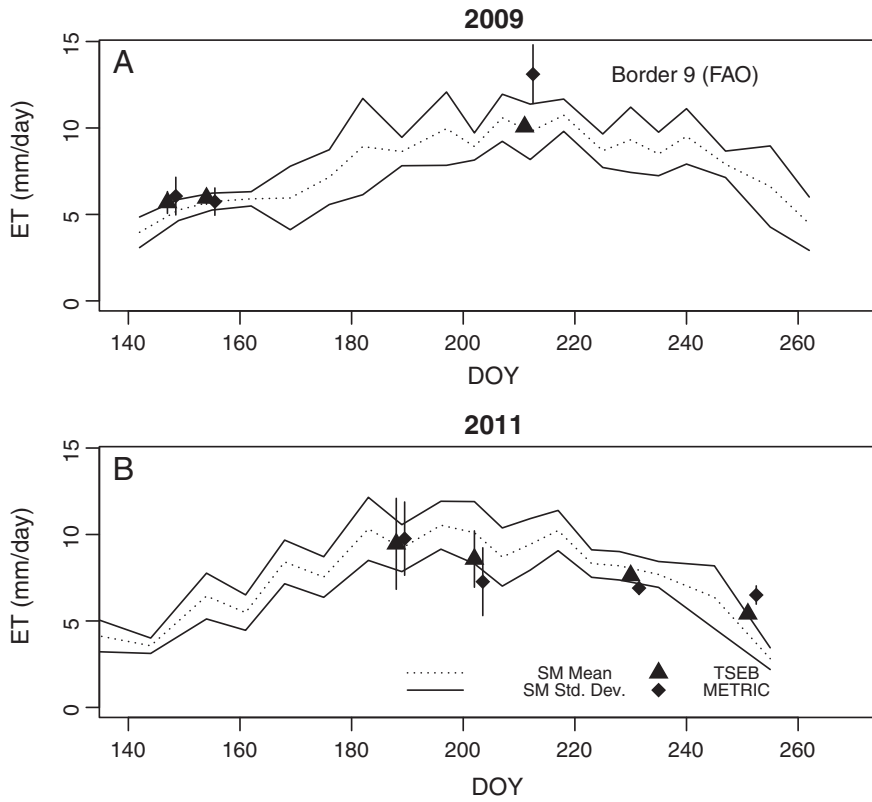 2009
A
Border 9 (FAO)
ET (mm/day)
15
10
5
0
140 160 180 200 220 240 260
DOY
2011
B
ET (mm/day)
15
10
5
0
SM Mean TSEB
SM Std. Dev. METRIC
140 160 180 200 220 240 260
DOY